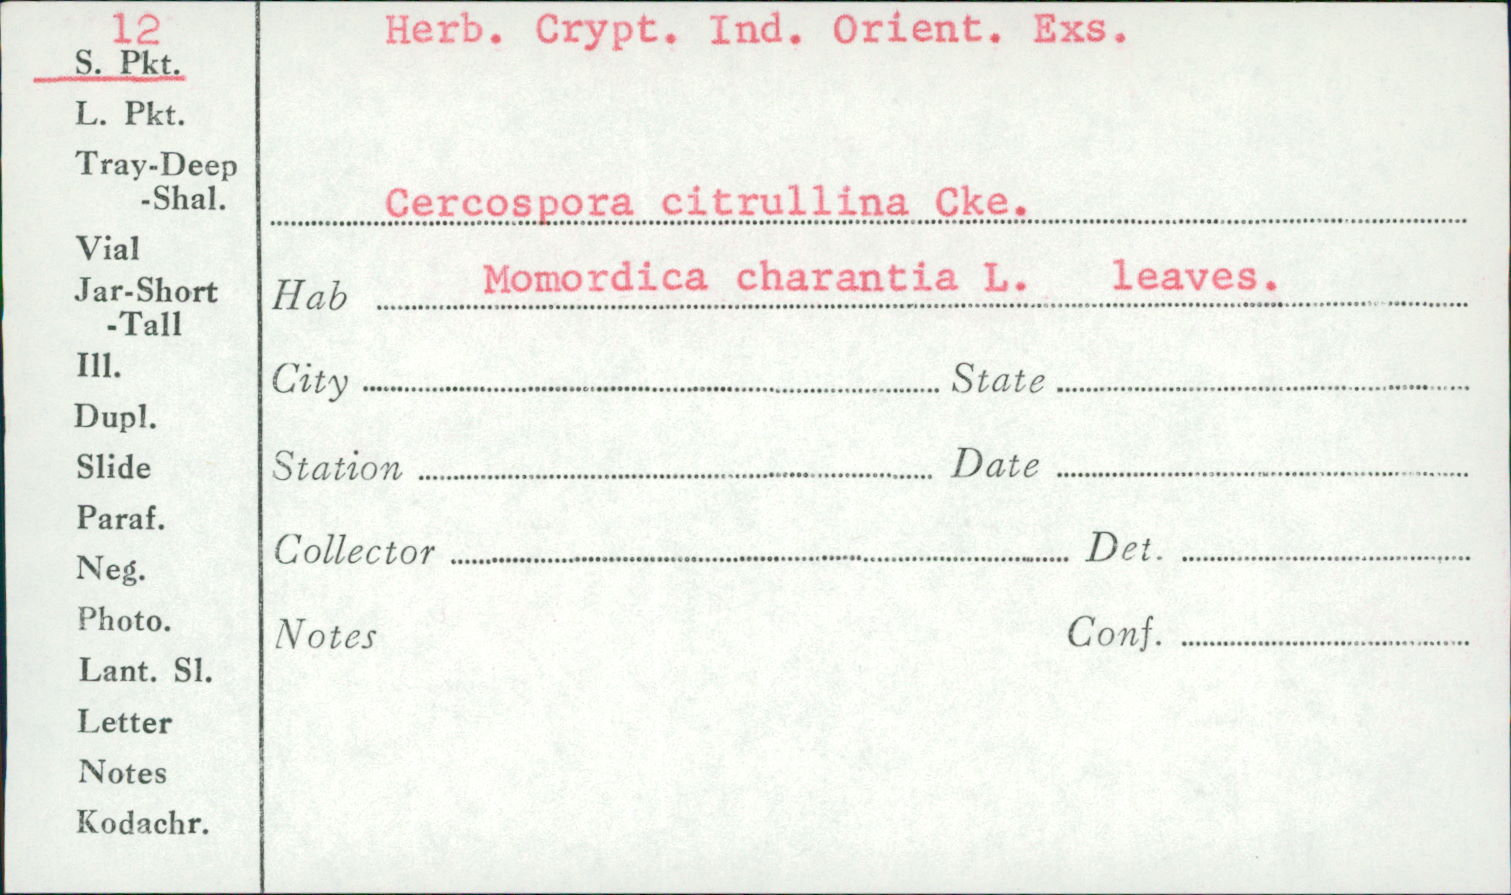 12
S. Pkt.
L. Pkt.
Tray-Deep
-Shal.
Vial
Jar-Short
-Tall
Ill.
Dupl.
Slide
Paraf.
Neg.
Photo.
Lant. Sl.
Letter
Notes
Kodachr.
Herb. Crypt. Ind. Orient. Exs.
Cercospora citrullina Cke.
Hab Momordica charantia L. leaves.
City State
Station Date
Collector Det.
Notes Conf.